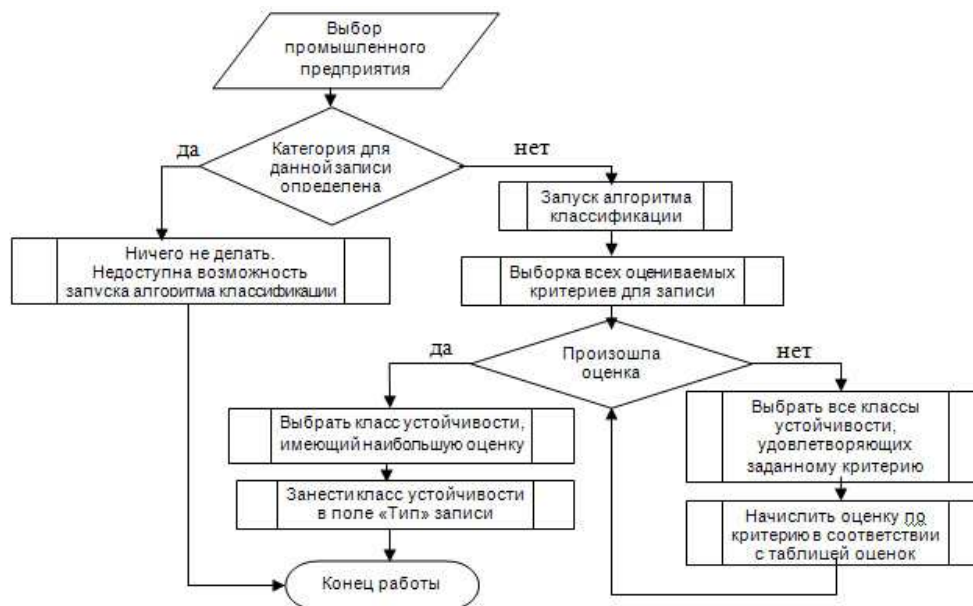 Выбор
промышленного
предприятия
да
Категория для
данной записи
определена
нет
Запуск алгоритма
классификации
Ничего не делать.
Недоступна возможность
запуска алгоритма классификации
Выборка всех оцениваемых
критериев для записи
да
Произошла
оценка
нет
Выбрать класс устойчивости,
имеющий наибольшую оценку
Выбрать все классы
устойчивости,
удовлетворяющих
заданному критерию
Занести класс устойчивости
в поле «Тип» записи
Начислить оценку по
критерию в соответствии
с таблицей оценок
Конец работы